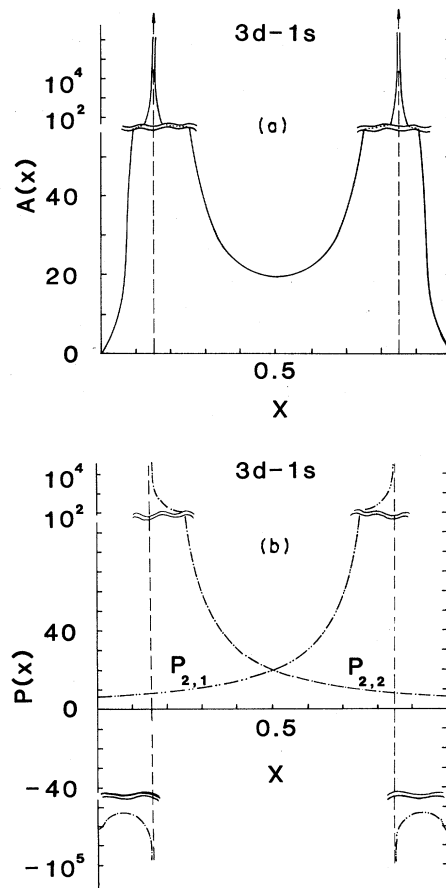 3d-1s
10⁴
10²
(a)
A(x)
40
20
0
0.5
X
10⁴
3d-1s
10²
(b)
P(x)
40
P₂,₁
P₂,₂
0
0.5
X
-40
-10⁵